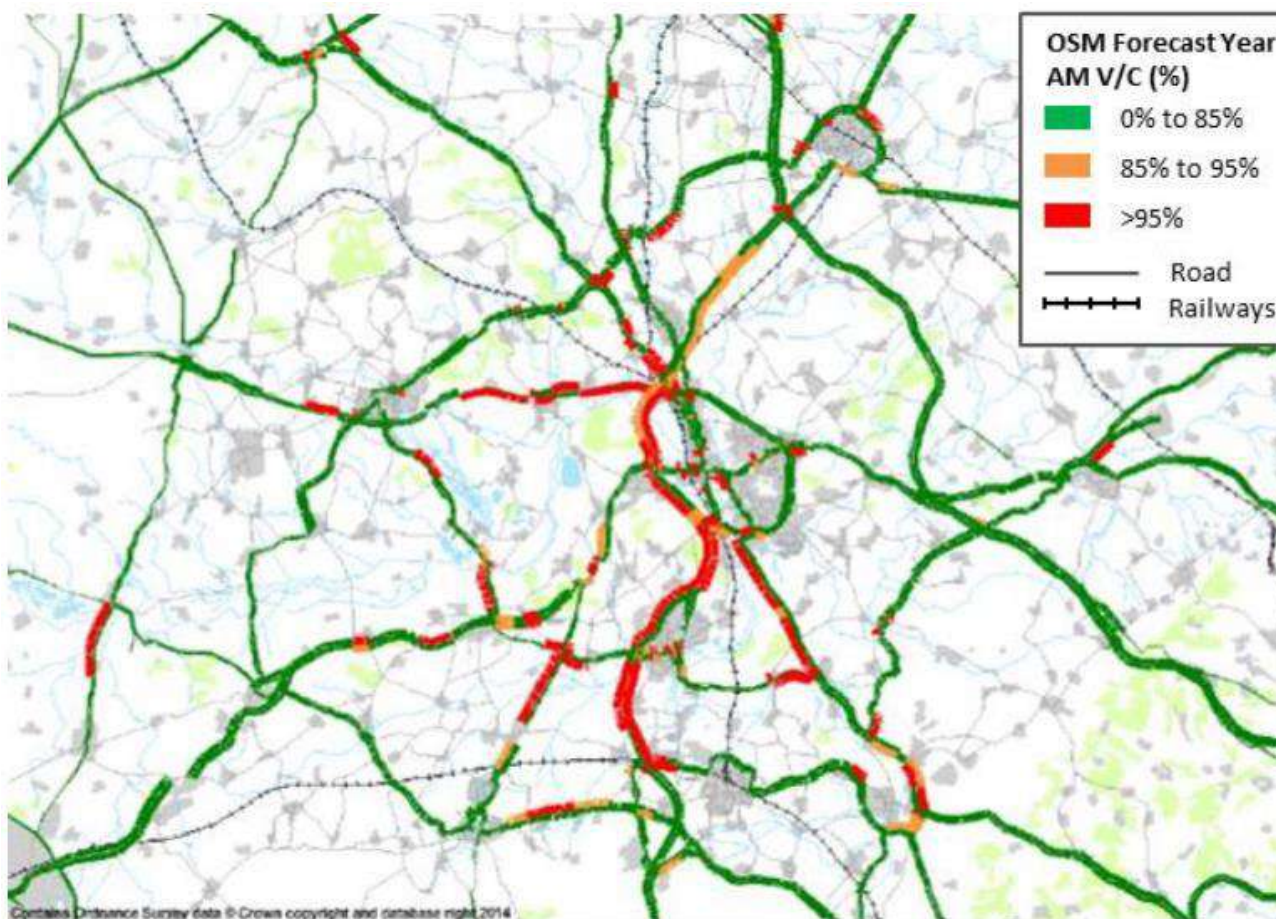 OSM Forecast Year
AM V/C (%)
0% to 85%
85% to 95%
>95%
Road
Railways
Contains Ordnance Survey data © Crown copyright and database right 2014